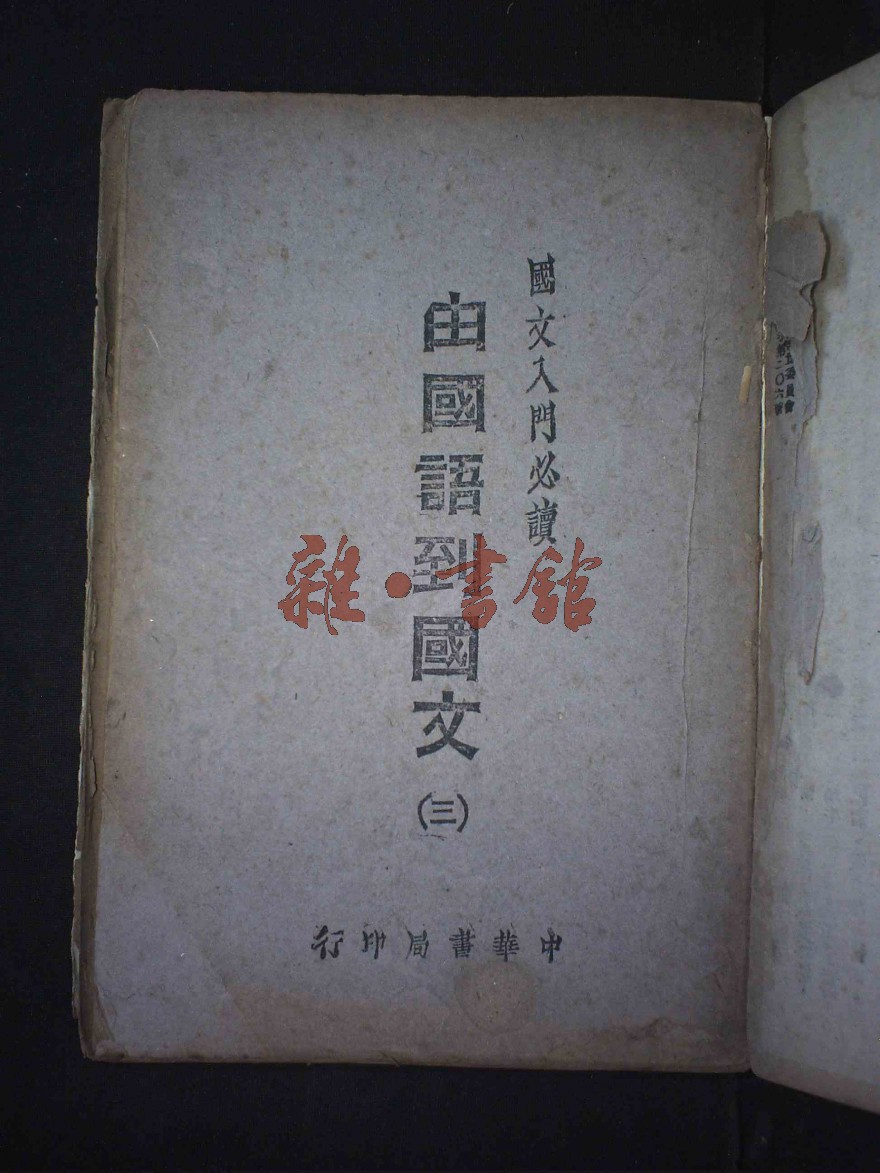 國文入門必讀
由國語到國文
(三)
中華書局印行
雜·書館